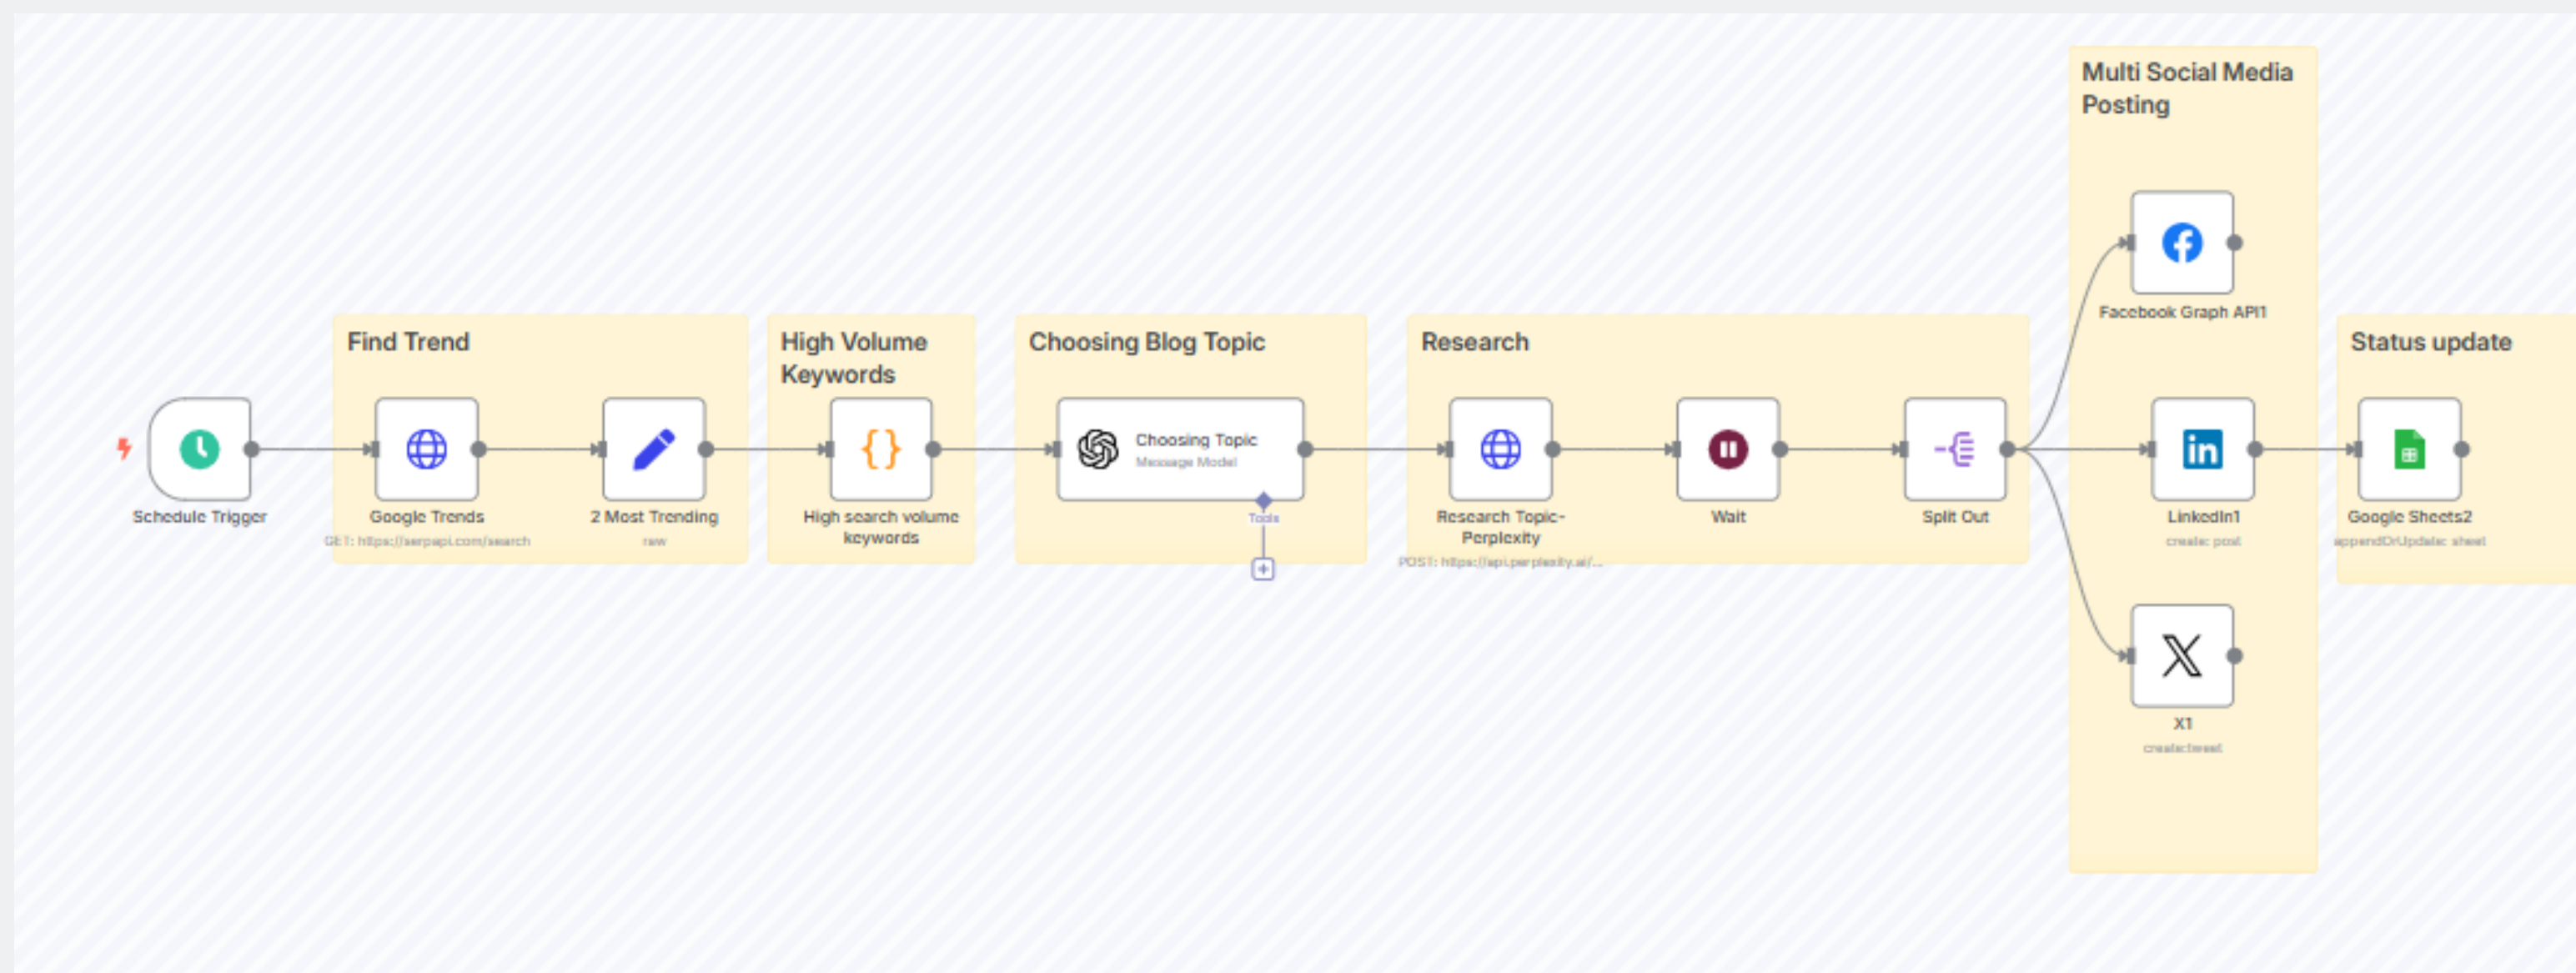 Multi Social Media
Posting
Facebook Graph API1
Find Trend
High Volume
Keywords
Choosing Blog Topic
Research
Status update
Choosing Topic
Message Model
Schedule Trigger
Google Trends
GET: https://serpapi.com/search
2 Most Trending
raw
High search volume
keywords
Tools
Research Topic-
Perplexity
POST: https://api.perplexity.ai/...
Wait
Split Out
LinkedIn1
create: post
Google Sheets2
appendOrUpdate: sheet
X1
create:tweet